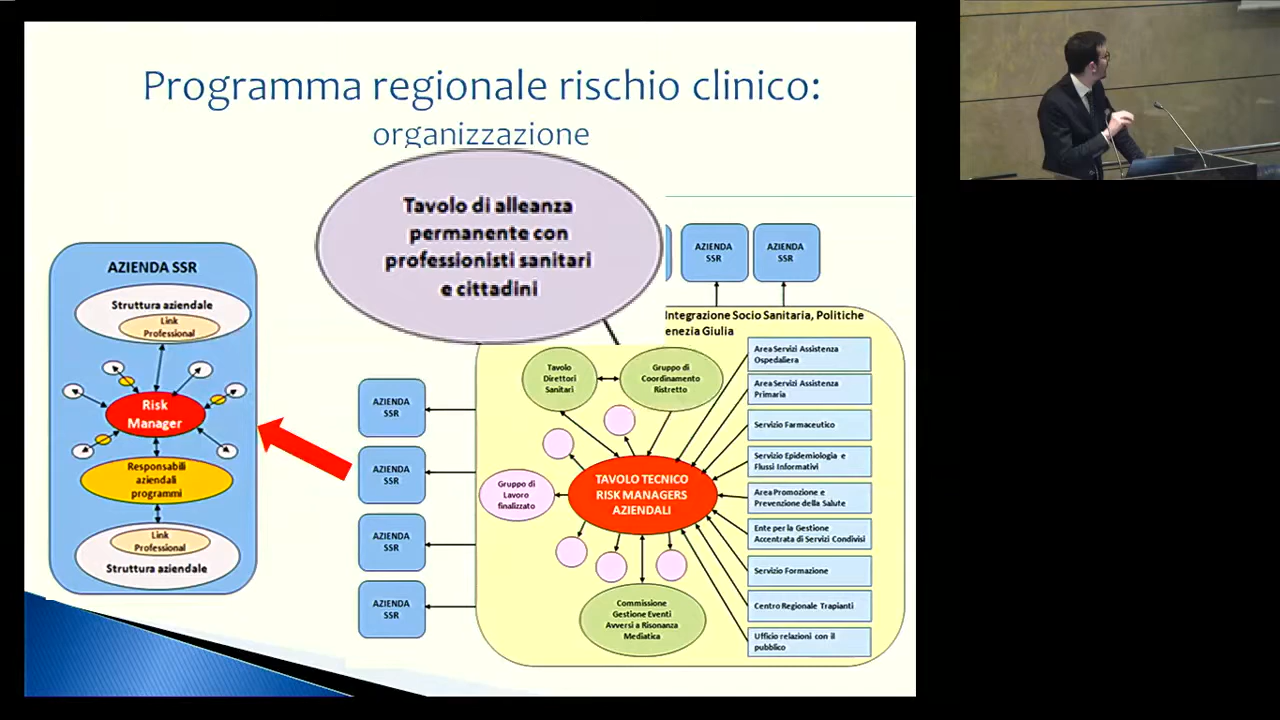 Programma regionale rischio clinico:
organizzazione
Tavolo di alleanza
permanente con
professionisti sanitari
e cittadini
AZIENDA SSR
Struttura aziendale
Link
Professional
Risk
Manager
Responsabili
aziendali
programmi
Link
Professional
Struttura aziendale
AZIENDA
SSR
AZIENDA
SSR
AZIENDA
SSR
AZIENDA
SSR
AZIENDA
SSR
AZIENDA
SSR
Integrazione Socio Sanitaria, Politiche
enezia Giulia
Tavolo
Direttori
Sanitari
Gruppo di
Coordinamento
Ristretto
Gruppo di
Lavoro
finalizzato
TAVOLO TECNICO
RISK MANAGERS
AZIENDALI
Commissione
Gestione Eventi
Avversi a Risonanza
Mediatica
Area Servizi Assistenza
Ospedaliera
Area Servizi Assistenza
Primaria
Servizio Farmaceutico
Servizio Epidemiologia e
Flussi Informativi
Area Promozione e
Prevenzione della Salute
Ente per la Gestione
Accentrata di Servizi Condivisi
Servizio Formazione
Centro Regionale Trapianti
Ufficio relazioni con il
pubblico